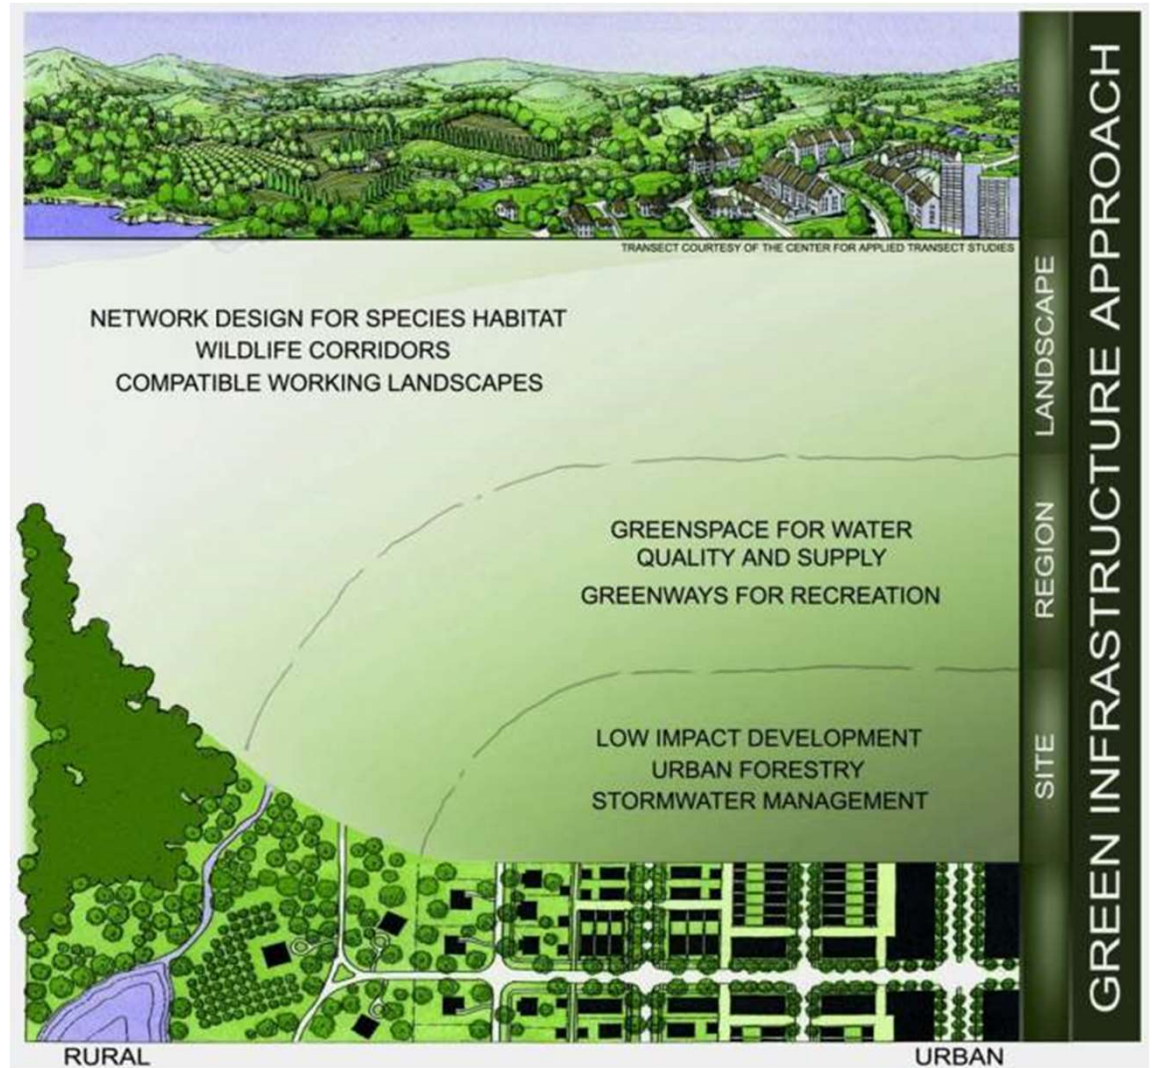 TRANSECT COURTESY OF THE CENTER FOR APPLIED TRANSECT STUDIES
NETWORK DESIGN FOR SPECIES HABITAT
WILDLIFE CORRIDORS
COMPATIBLE WORKING LANDSCAPES
GREENSPACE FOR WATER
QUALITY AND SUPPLY
GREENWAYS FOR RECREATION
LOW IMPACT DEVELOPMENT
URBAN FORESTRY
STORMWATER MANAGEMENT
LANDSCAPE
REGION
SITE
GREEN INFRASTRUCTURE APPROACH
RURAL
URBAN